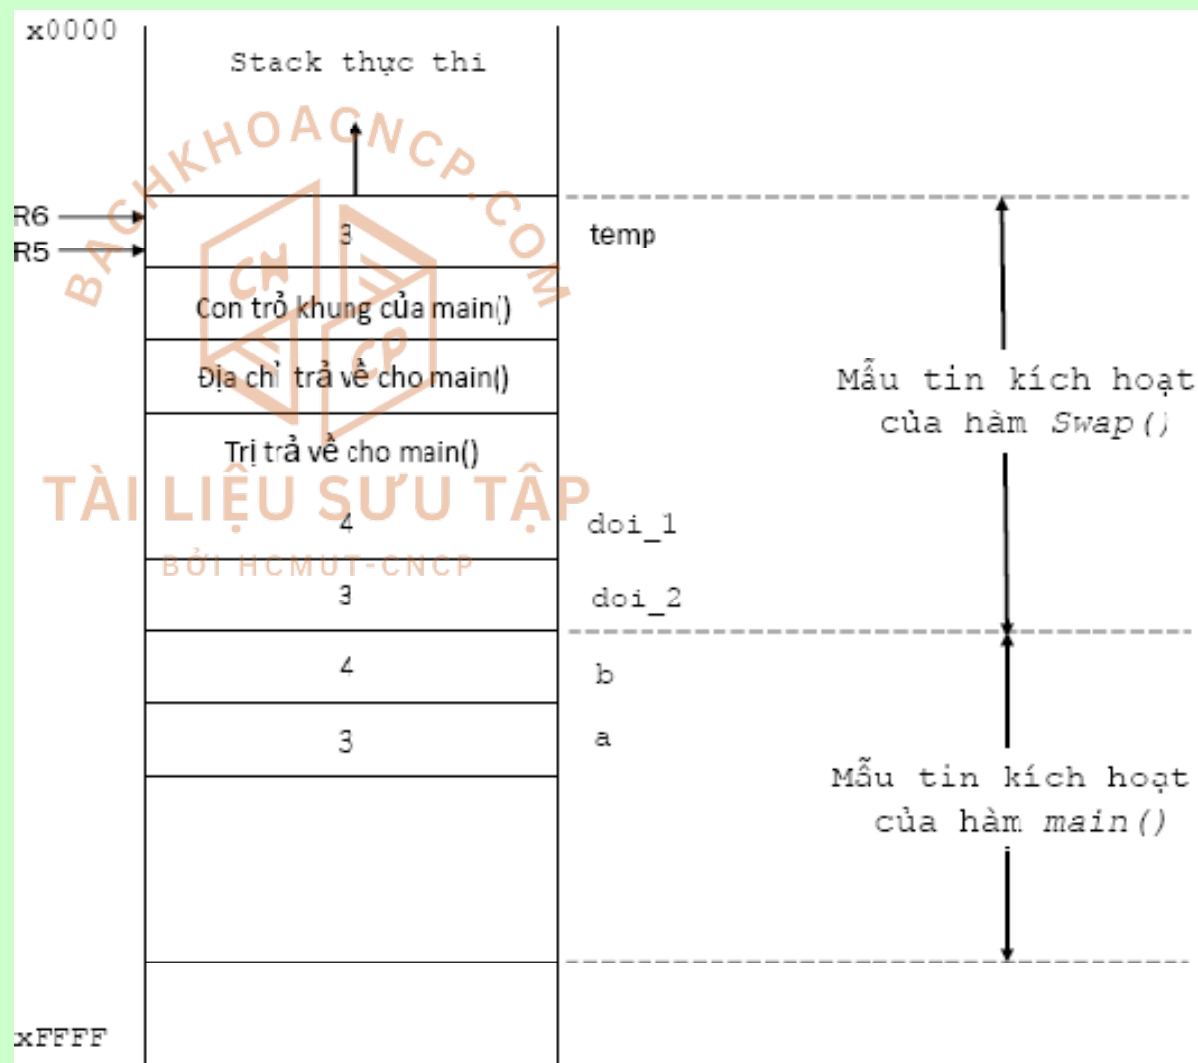 x0000
Stack thực thi
BACHKHOACNCP.COM
R6
3
temp
R5
CN
Con trỏ khung của main()
CP
Địa chỉ trả về cho main()
Mẫu tin kích hoạt
của hàm Swap()
Trị trả về cho main()
TÀI LIỆU SƯU TẬP
4
doi_1
BỞI HCMUT-CNCP
3
doi_2
4
b
3
a
Mẫu tin kích hoạt
của hàm main()
xFFFF